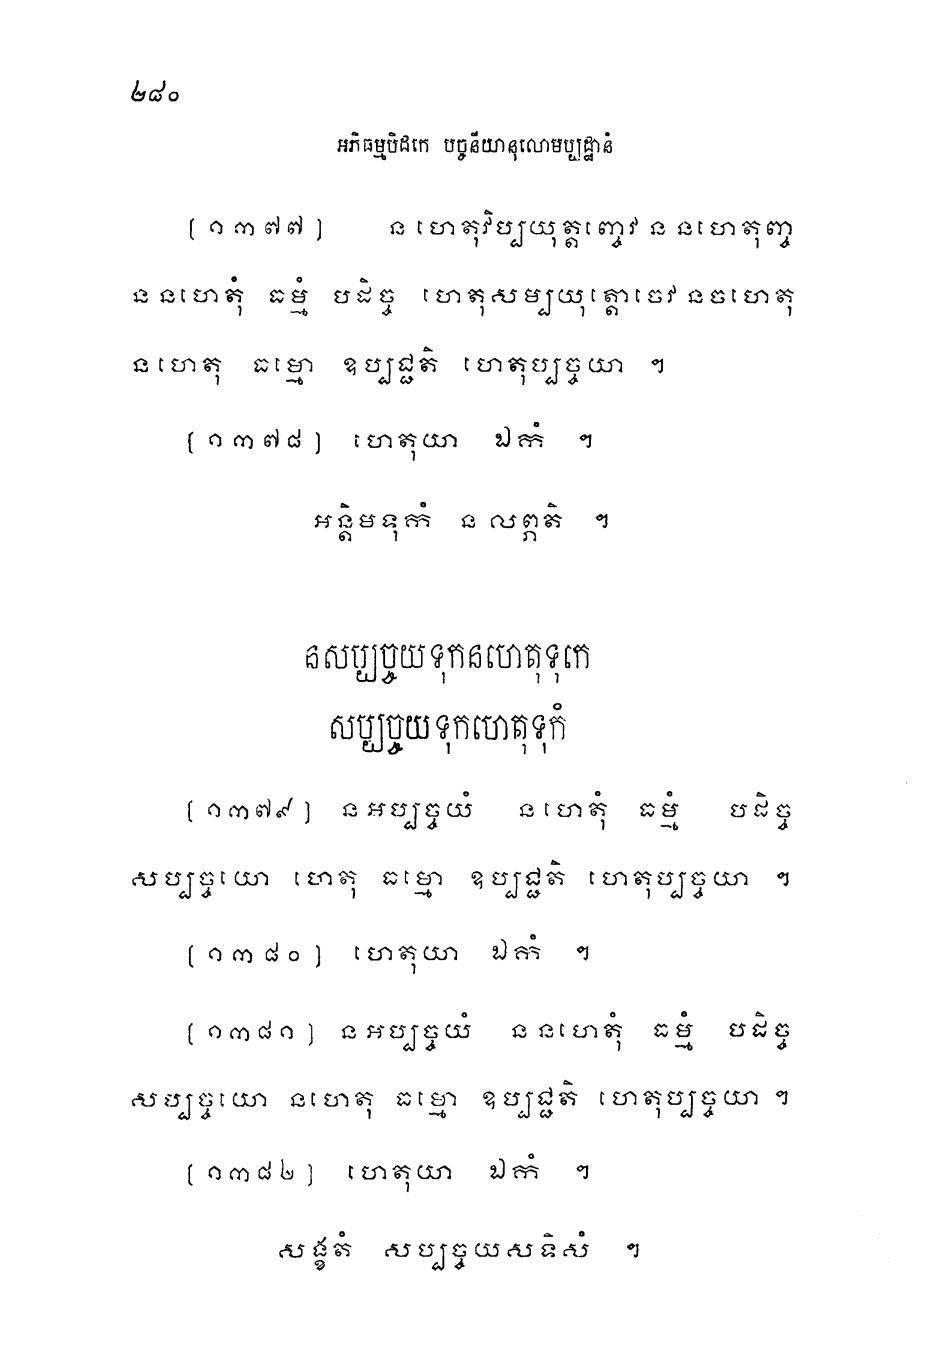 ២៨០
អភិធម្មបិដកេ បច្ចនីយានុលោមប្បដ្ឋានំ
[១៣៧៧] ន ហេតុវិប្បយុត្តញ្ចេវ ន នហេតុញ្ច
ន នហេតុំ ធម្មំ បដិច្ច ហេតុសម្បយុត្តោចេវ នចហេតុ
នហេតុ ធម្មោ ឧប្បជ្ជតិ ហេតុប្បច្ចយា ។
[១៣៧៨] ហេតុយា ឯកំ ។
អន្តិមទុកំ ន លព្ភតិ ។
នសប្បច្ចយទុកនហេតុទុកេ
សប្បច្ចយទុកហេតុទុកំ
[១៣៧៩] នអប្បច្ចយំ នហេតុំ ធម្មំ បដិច្ច
សប្បច្ចយោ ហេតុ ធម្មោ ឧប្បជ្ជតិ ហេតុប្បច្ចយា ។
[១៣៨០] ហេតុយា ឯកំ ។
[១៣៨១] នអប្បច្ចយំ ននហេតុំ ធម្មំ បដិច្ច
សប្បច្ចយោ នហេតុ ធម្មោ ឧប្បជ្ជតិ ហេតុប្បច្ចយា ។
[១៣៨២] ហេតុយា ឯកំ ។
សង្ខតំ សប្បច្ចយសទិសំ ។